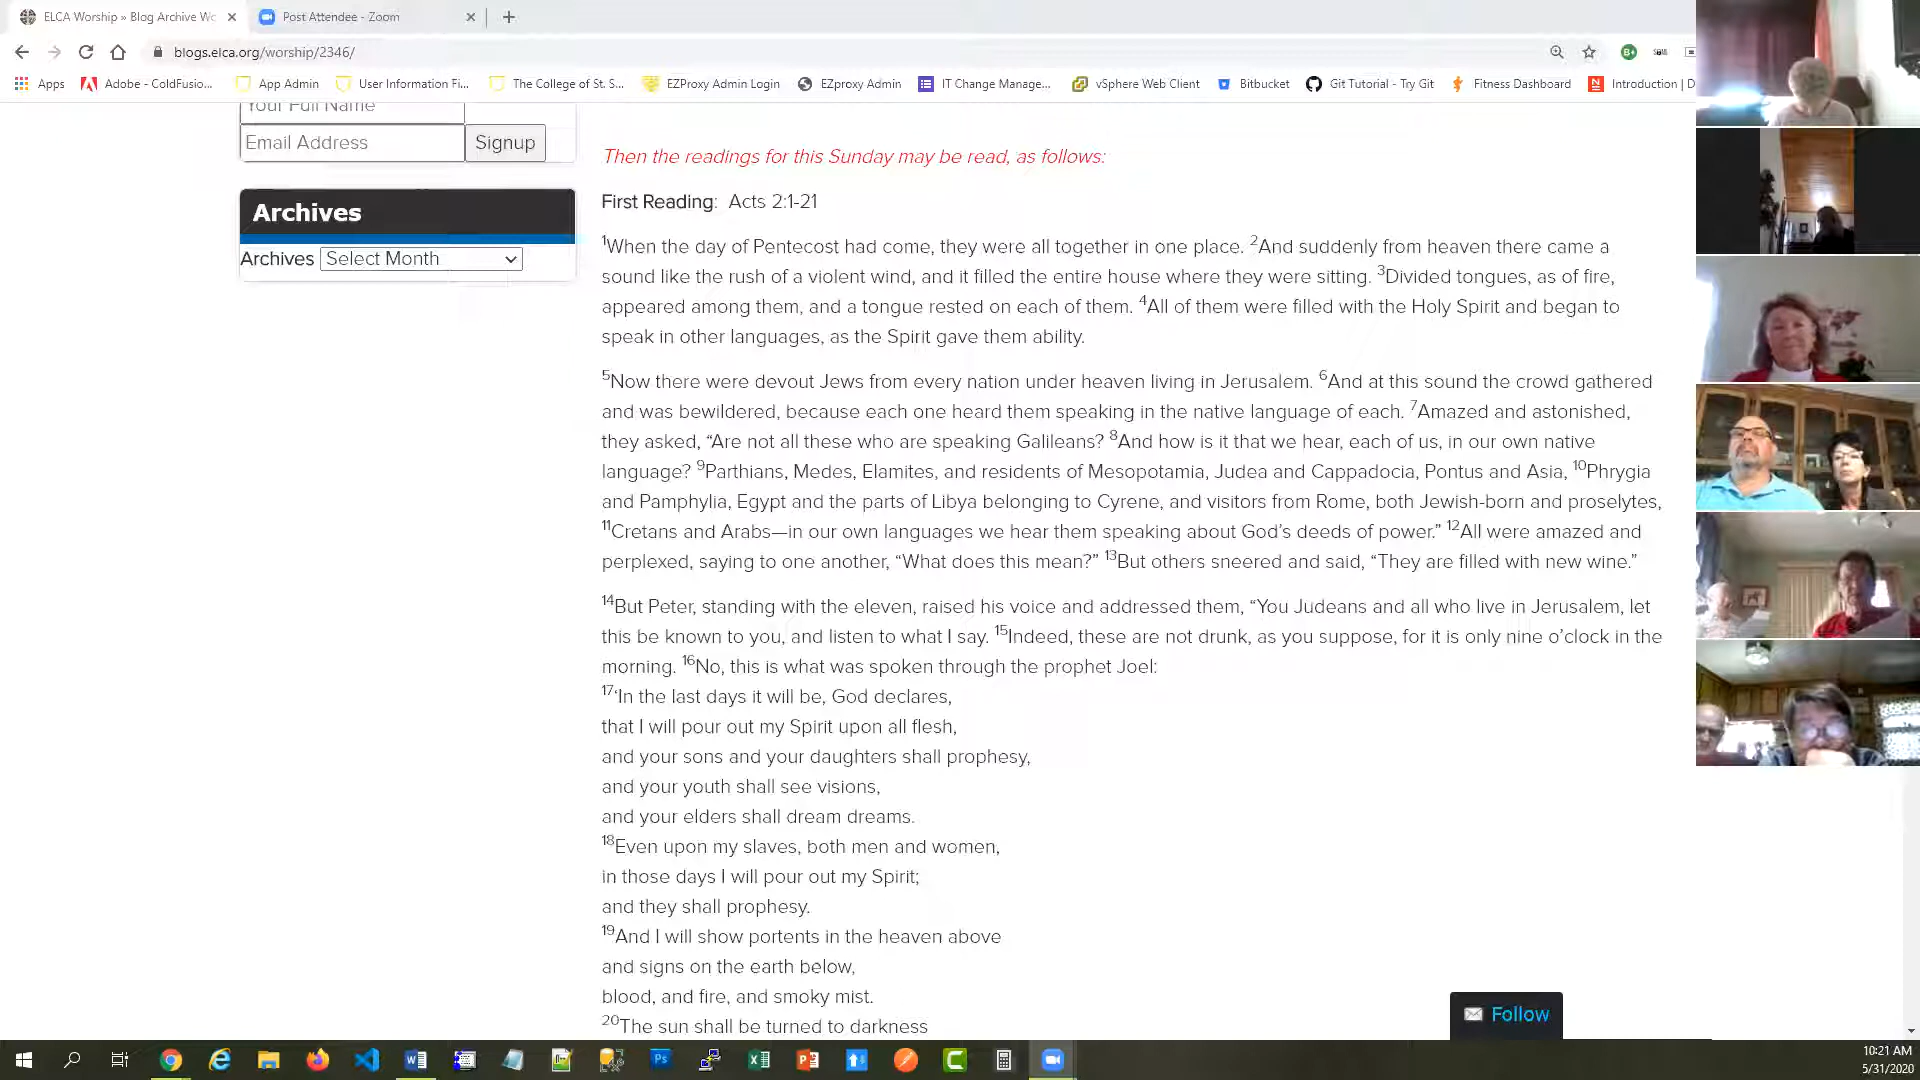 ELCA Worship » Blog Archive Wo
Post Attendee - Zoom
blogs.elca.org/worship/2346/
Apps
Adobe - ColdFusio...
App Admin
User Information Fi...
The College of St. S...
EZProxy Admin Login
EZproxy Admin
IT Change Manage...
vSphere Web Client
Bitbucket
Git Tutorial - Try Git
Fitness Dashboard
Introduction | D
Your Full Name
Email Address
Signup
Archives
Archives Select Month
Then the readings for this Sunday may be read, as follows:
First Reading: Acts 2:1-21
1When the day of Pentecost had come, they were all together in one place. 2And suddenly from heaven there came a
sound like the rush of a violent wind, and it filled the entire house where they were sitting. 3Divided tongues, as of fire,
appeared among them, and a tongue rested on each of them. 4All of them were filled with the Holy Spirit and began to
speak in other languages, as the Spirit gave them ability.
5Now there were devout Jews from every nation under heaven living in Jerusalem. 6And at this sound the crowd gathered
and was bewildered, because each one heard them speaking in the native language of each. 7Amazed and astonished,
they asked, “Are not all these who are speaking Galileans? 8And how is it that we hear, each of us, in our own native
language? 9Parthians, Medes, Elamites, and residents of Mesopotamia, Judea and Cappadocia, Pontus and Asia, 10Phrygia
and Pamphylia, Egypt and the parts of Libya belonging to Cyrene, and visitors from Rome, both Jewish-born and proselytes,
11Cretans and Arabs—in our own languages we hear them speaking about God’s deeds of power.” 12All were amazed and
perplexed, saying to one another, “What does this mean?” 13But others sneered and said, “They are filled with new wine.”
14But Peter, standing with the eleven, raised his voice and addressed them, “You Judeans and all who live in Jerusalem, let
this be known to you, and listen to what I say. 15Indeed, these are not drunk, as you suppose, for it is only nine o’clock in the
morning. 16No, this is what was spoken through the prophet Joel:
17‘In the last days it will be, God declares,
that I will pour out my Spirit upon all flesh,
and your sons and your daughters shall prophesy,
and your youth shall see visions,
and your elders shall dream dreams.
18Even upon my slaves, both men and women,
in those days I will pour out my Spirit;
and they shall prophesy.
19And I will show portents in the heaven above
and signs on the earth below,
blood, and fire, and smoky mist.
20The sun shall be turned to darkness
Follow
10:21 AM
5/31/2020